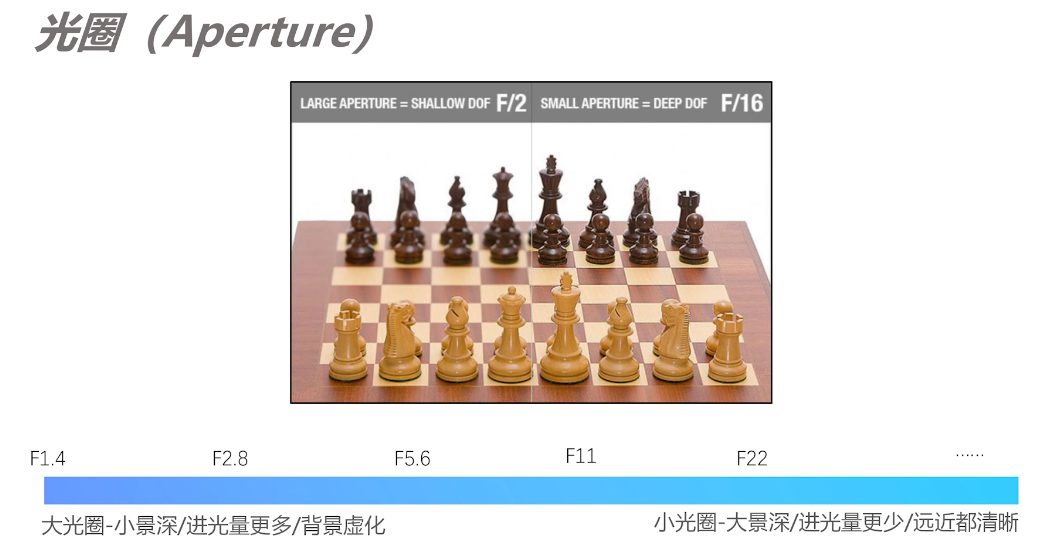 光圈（Aperture）
LARGE APERTURE = SHALLOW DOF F/2
SMALL APERTURE = DEEP DOF F/16
F1.4 F2.8 F5.6 F11 F22 ……
大光圈-小景深/进光量更多/背景虚化
小光圈-大景深/进光量更少/远近都清晰